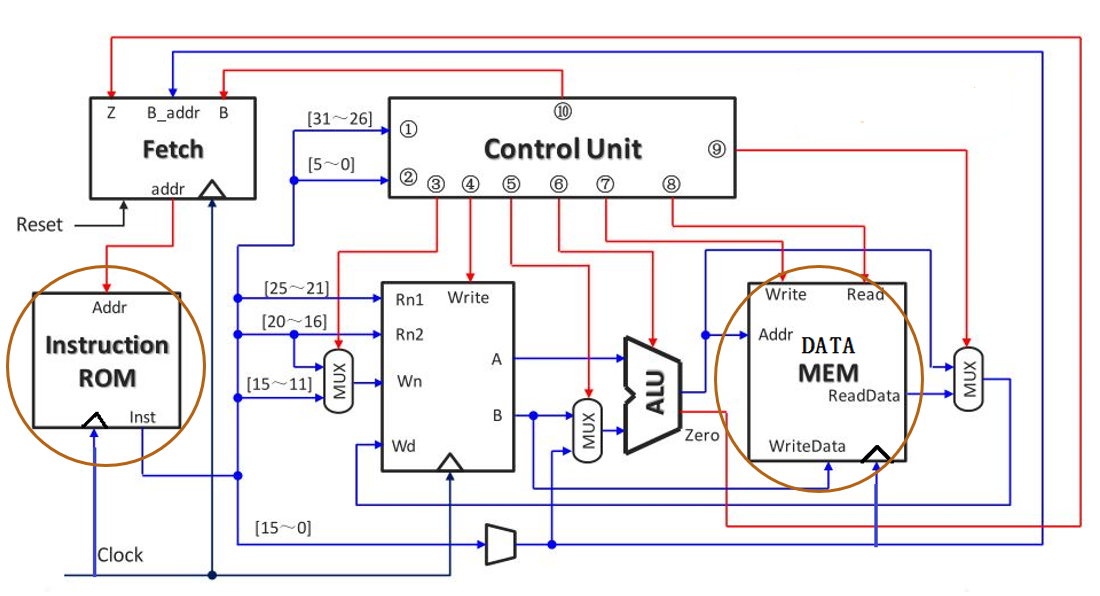 Z B_addr B
Fetch
addr
Reset
[31～26]
[5～0]
① ⑩
Control Unit ⑨
②
③ ④ ⑤ ⑥ ⑦ ⑧
Addr
Instruction
ROM
Inst
Clock
[25～21]
[20～16]
[15～11]
[15～0]
MUX
Rn1 Write
Rn2
Wn
Wd
A
B
MUX
ALU
Zero
Write Read
Addr
DATA
MEM
ReadData
WriteData
MUX